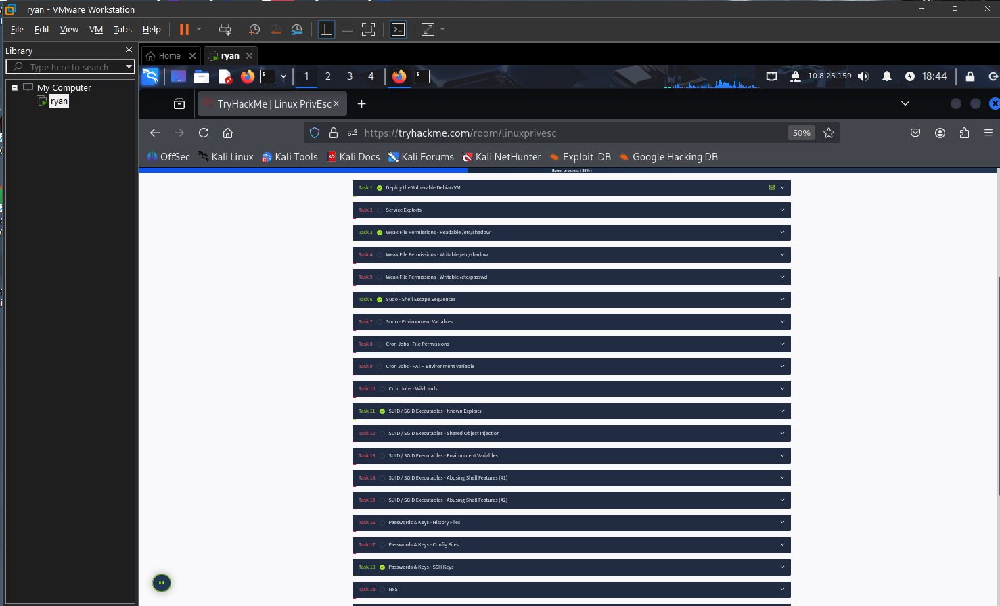 ryan - VMware Workstation
File Edit View VM Tabs Help
Library
Type here to search
My Computer
ryan
Home
ryan
1 2 3 4
10.8.25.159
18:44
TryHackMe | Linux PrivEsc
https://tryhackme.com/room/linuxprivesc
50%
OffSec Kali Linux Kali Tools Kali Docs Kali Forums Kali NetHunter Exploit-DB Google Hacking DB
Room progress ( 38% )
Task 1 Deploy the Vulnerable Debian VM
Task 2 Service Exploits
Task 3 Weak File Permissions - Readable /etc/shadow
Task 4 Weak File Permissions - Writable /etc/shadow
Task 5 Weak File Permissions - Writable /etc/passwd
Task 6 Sudo - Shell Escape Sequences
Task 7 Sudo - Environment Variables
Task 8 Cron Jobs - File Permissions
Task 9 Cron Jobs - PATH Environment Variable
Task 10 Cron Jobs - Wildcards
Task 11 SUID / SGID Executables - Known Exploits
Task 12 SUID / SGID Executables - Shared Object Injection
Task 13 SUID / SGID Executables - Environment Variables
Task 14 SUID / SGID Executables - Abusing Shell Features (#1)
Task 15 SUID / SGID Executables - Abusing Shell Features (#2)
Task 16 Passwords & Keys - History Files
Task 17 Passwords & Keys - Config Files
Task 18 Passwords & Keys - SSH Keys
Task 19 NFS